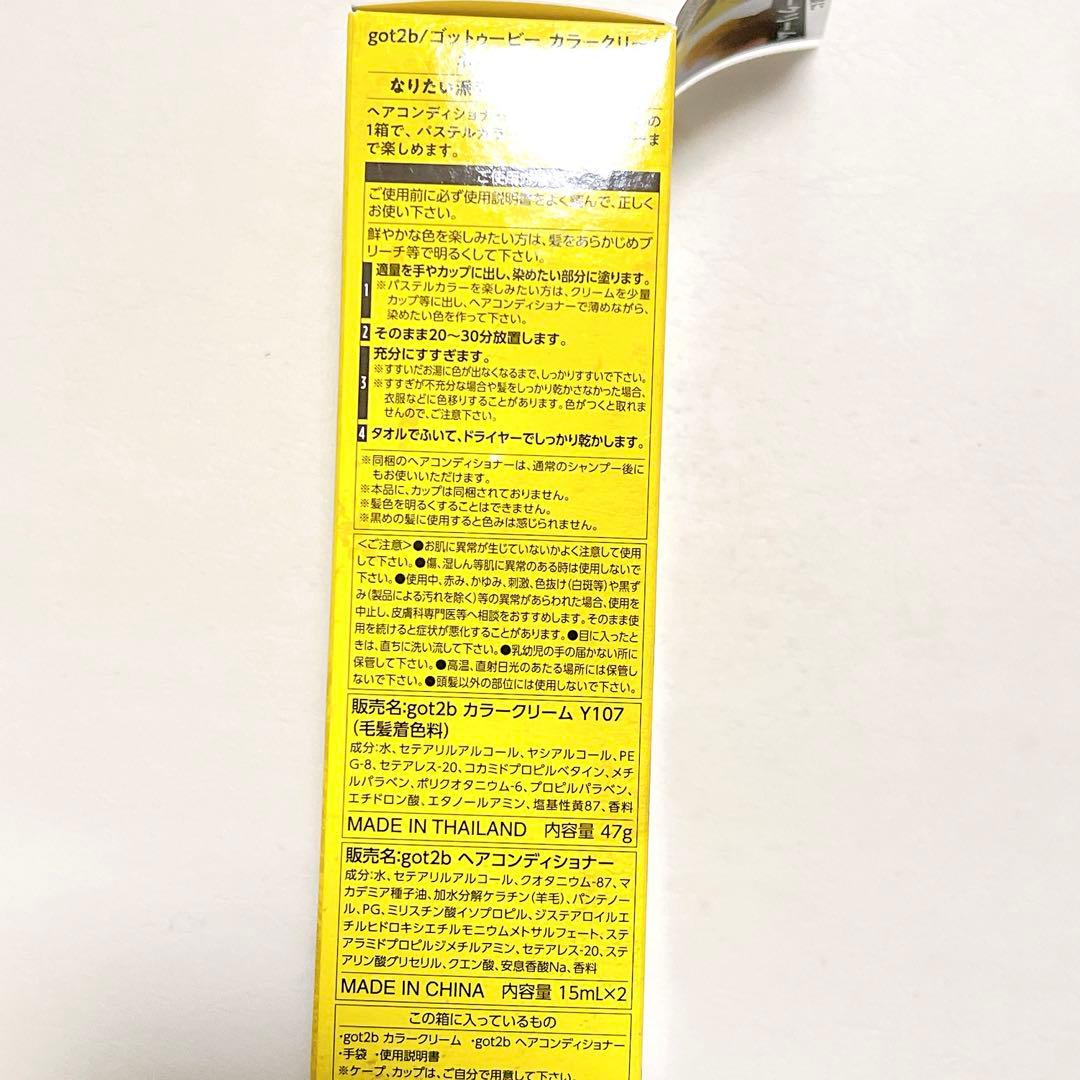 got2b/ゴットゥービー カラークリーム
なりたい派
ヘアコンディショナー の
1箱で、パステルカラ ま
で楽しめます。
ご使用
ご使用前に必ず使用説明書をよく読んで、正しく
お使い下さい。
鮮やかな色を楽しみたい方は、髪をあらかじめブ
リーチ等で明るくして下さい。
1 適量を手やカップに出し、染めたい部分に塗ります。
※パステルカラーを楽しみたい方は、クリームを少量
カップ等に出し、ヘアコンディショナーで薄めながら、
染めたい色を作って下さい。
2 そのまま20〜30分放置します。
3 充分にすすぎます。
※すすいだお湯に色が出なくなるまで、しっかりすすいで下さい。
※すすぎが不充分な場合や髪をしっかり乾かさなかった場合、
衣服などに色移りすることがあります。色がつくと取れま
せんので、ご注意下さい。
4 タオルでふいて、ドライヤーでしっかり乾かします。
※同梱のヘアコンディショナーは、通常のシャンプー後に
もお使いいただけます。
※本品に、カップは同梱されておりません。
※髪色を明るくすることはできません。
※黒めの髪に使用すると色みは感じられません。
＜ご注意＞●お肌に異常が生じていないかよく注意して使用
して下さい。●傷、湿しん等肌に異常のある時は使用しないで
下さい。●使用中、赤み、かゆみ、刺激、色抜け(白斑等)や黒ず
み(製品による汚れを除く)等の異常があらわれた場合、使用を
中止し、皮膚科専門医等へ相談をおすすめします。そのまま使
用を続けると症状が悪化することがあります。●目に入ったと
きは、直ちに洗い流して下さい。●乳幼児の手の届かない所に
保管して下さい。●高温、直射日光のあたる場所には保管し
ないで下さい。●頭髪以外の部位には使用しないで下さい。
販売名:got2b カラークリーム Y107
(毛髪着色料)
成分:水、セテアリルアルコール、ヤシアルコール、PE
G-8、セテアレス-20、コカミドプロピルベタイン、メチ
ルパラベン、ポリクオタニウム-6、プロピルパラベン、
エチドロン酸、エタノールアミン、塩基性黄87、香料
MADE IN THAILAND 内容量 47g
販売名:got2b ヘアコンディショナー
成分:水、セテアリルアルコール、クオタニウム-87、マ
カデミア種子油、加水分解ケラチン(羊毛)、パンテノー
ル、PG、ミリスチン酸イソプロピル、ジステアロイルエ
チルヒドロキシエチルモニウムメトサルフェート、ステ
アラミドプロピルジメチルアミン、セテアレス-20、ステ
アリン酸グリセリル、クエン酸、安息香酸Na、香料
MADE IN CHINA 内容量 15mL×2
この箱に入っているもの
・got2b カラークリーム ・got2b ヘアコンディショナー
・手袋 ・使用説明書
※ケープ、カップは、ご自分で用意して下さい。